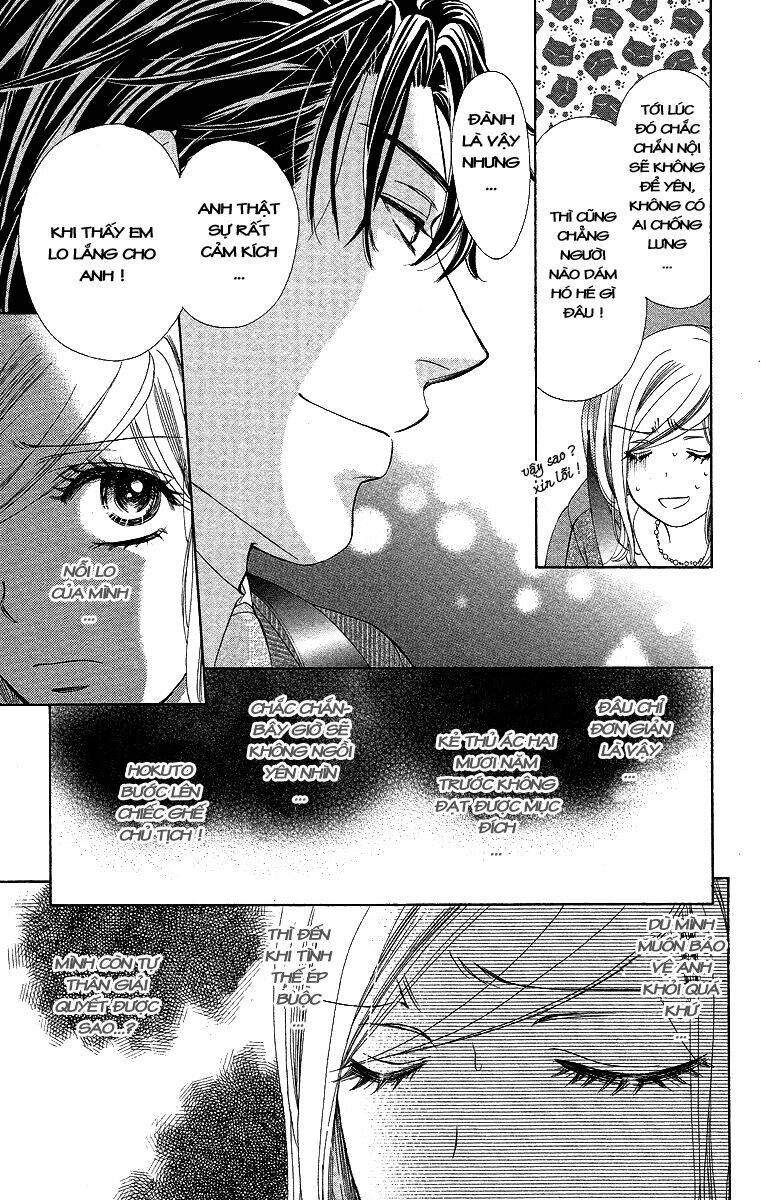 TỚI LÚC
ĐÓ CHẮC
CHẮN NỘI
SẼ KHÔNG
ĐỂ YÊN,
KHÔNG CÓ
AI CHỐNG
LƯNG
...
THÌ CŨNG
CHẲNG
NGƯỜI
NÀO DÁM
HÓ HÉ GÌ
ĐÂU !
vậy sao ?
xin lỗi !
ĐÀNH
LÀ VẬY
NHƯNG
...
ANH THẬT
SỰ RẤT
CẢM KÍCH
...
KHI THẤY EM
LO LẮNG CHO
ANH !
NỖI LO
CỦA MÌNH
...
ĐÂU CHỈ
ĐƠN GIẢN
LÀ VẬY
...
KẺ THỦ ÁC HAI
MƯƠI NĂM
TRƯỚC KHÔNG
ĐẠT ĐƯỢC MỤC
ĐÍCH
...
CHẮC CHẮN-
BÂY GIỜ SẼ
KHÔNG NGỒI
YÊN NHÌN
...
HOKUTO
BƯỚC LÊN
CHIẾC GHẾ
CHỦ TỊCH !
DÙ MÌNH
MUỐN BẢO
VỆ ANH
KHỎI QUÁ
KHỨ
...
THÌ ĐẾN
KHI TÌNH
THẾ ÉP
BUỘC
...
MÌNH CÒN TỰ
THÂN GIẢI
QUYẾT ĐƯỢC
SAO...?